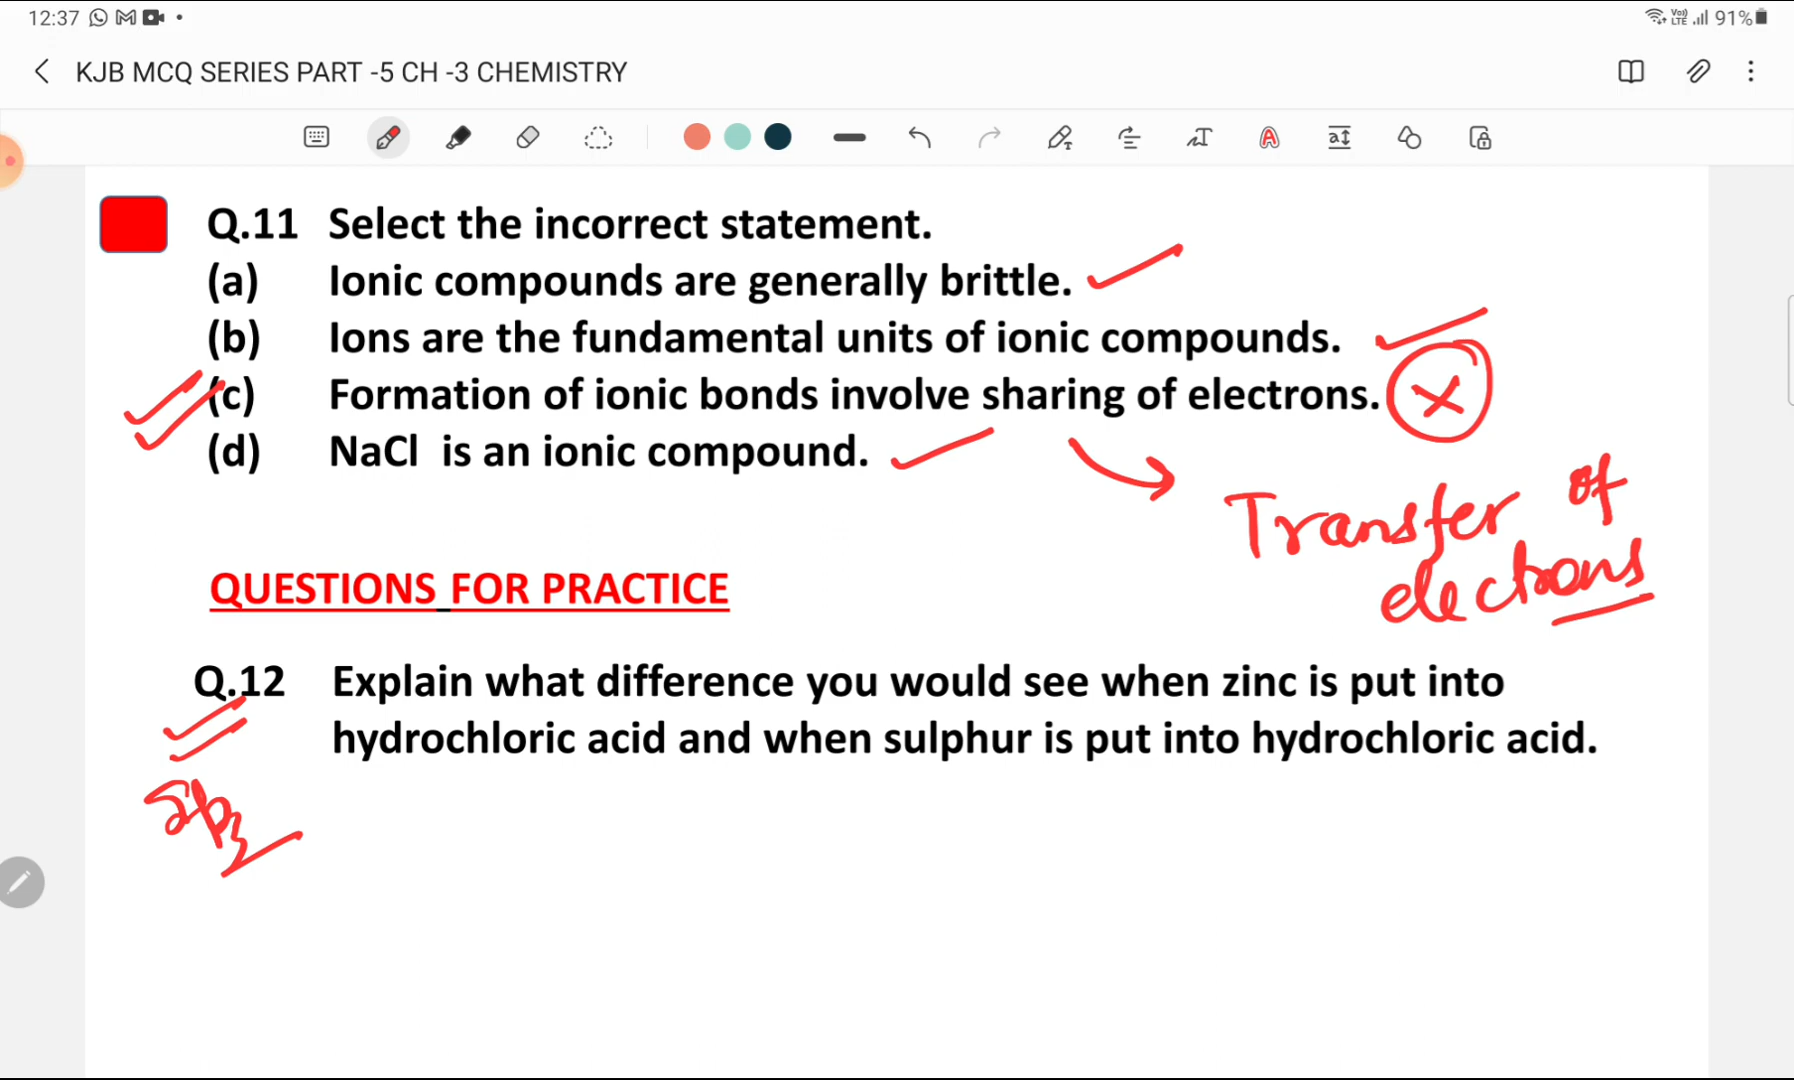 12:37 91%
KJB MCQ SERIES PART -5 CH -3 CHEMISTRY
Q.11 Select the incorrect statement.
(a) Ionic compounds are generally brittle.
(b) Ions are the fundamental units of ionic compounds.
(c) Formation of ionic bonds involve sharing of electrons.
(d) NaCl is an ionic compound.
Transfer of
electrons
QUESTIONS FOR PRACTICE
Q.12 Explain what difference you would see when zinc is put into
hydrochloric acid and when sulphur is put into hydrochloric acid.